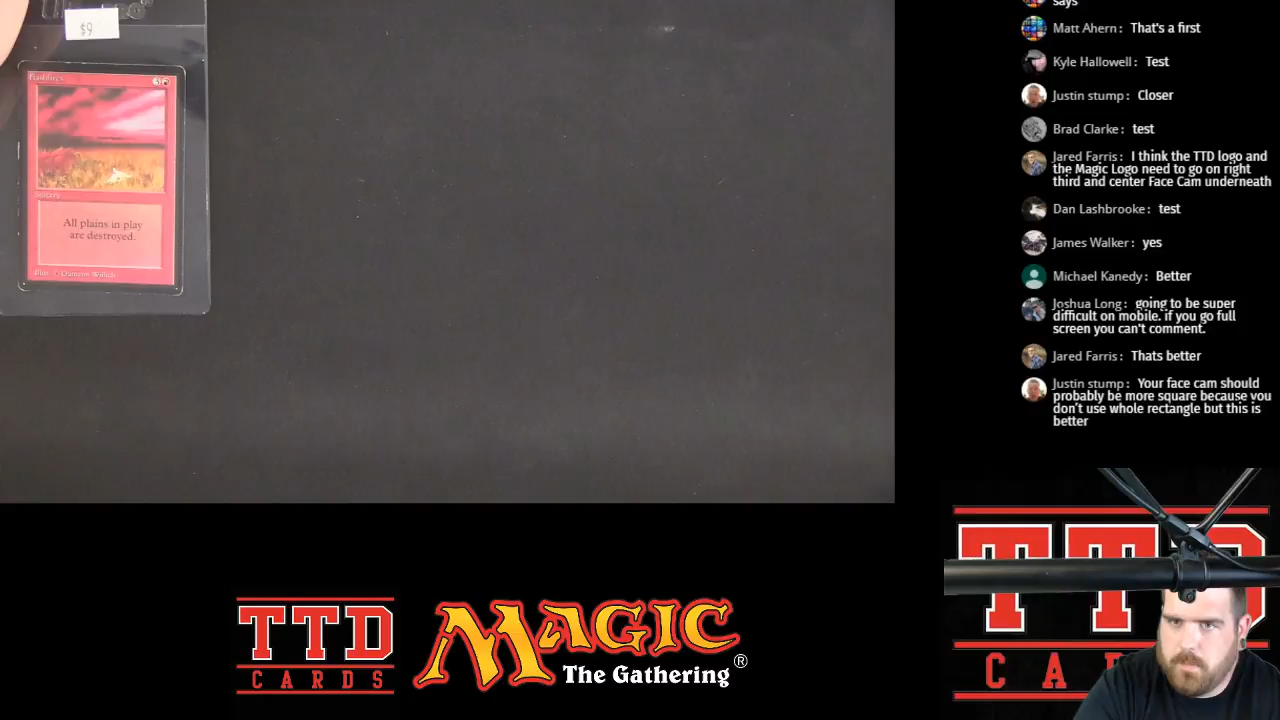 $9
Flashfires
Sorcery
All plains in play
are destroyed.
Illus. © Dameon Willich
says
Matt Ahern: That's a first
Kyle Hallowell: Test
Justin stump: Closer
Brad Clarke: test
Jared Farris: I think the TTD logo and
the Magic Logo need to go on right
third and center Face Cam underneath
Dan Lashbrooke: test
James Walker: yes
Michael Kanedy: Better
Joshua Long: going to be super
difficult on mobile. if you go full
screen you can't comment.
Jared Farris: Thats better
Justin stump: Your face cam should
probably be more square because you
don't use whole rectangle but this is
better
TTD
CARDS
MAGIC
The Gathering®
TTD
CA